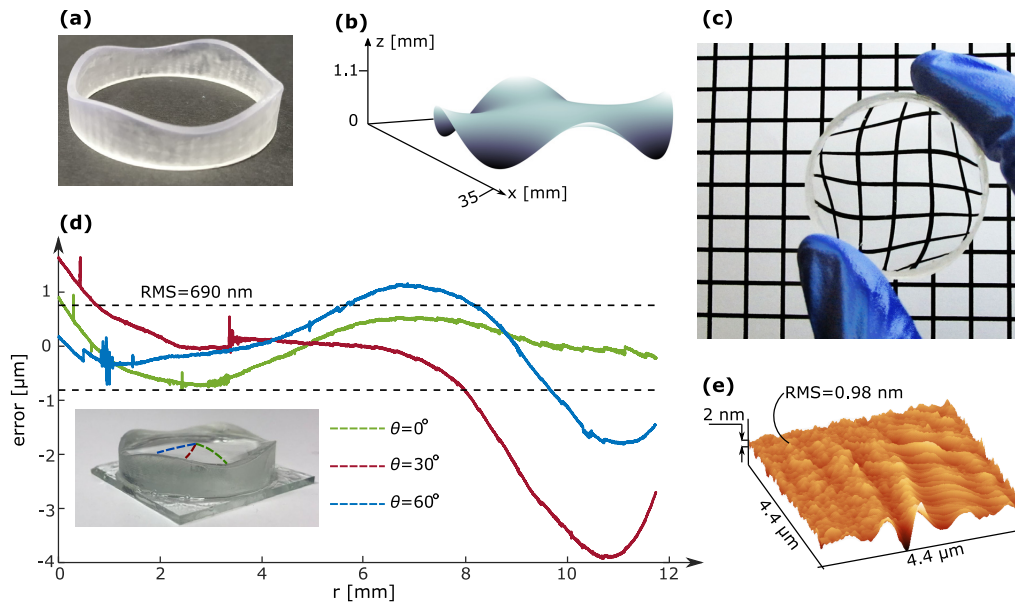 (a)
(b)
z [mm]
1.1
0
35
x [mm]
(c)
(d)
RMS=690 nm
1
0
-1
-2
-3
-4
error [µm]
θ=0°
θ=30°
θ=60°
0
2
4
6
8
10
12
r [mm]
(e)
RMS=0.98 nm
2 nm
4.4 µm
4.4 µm